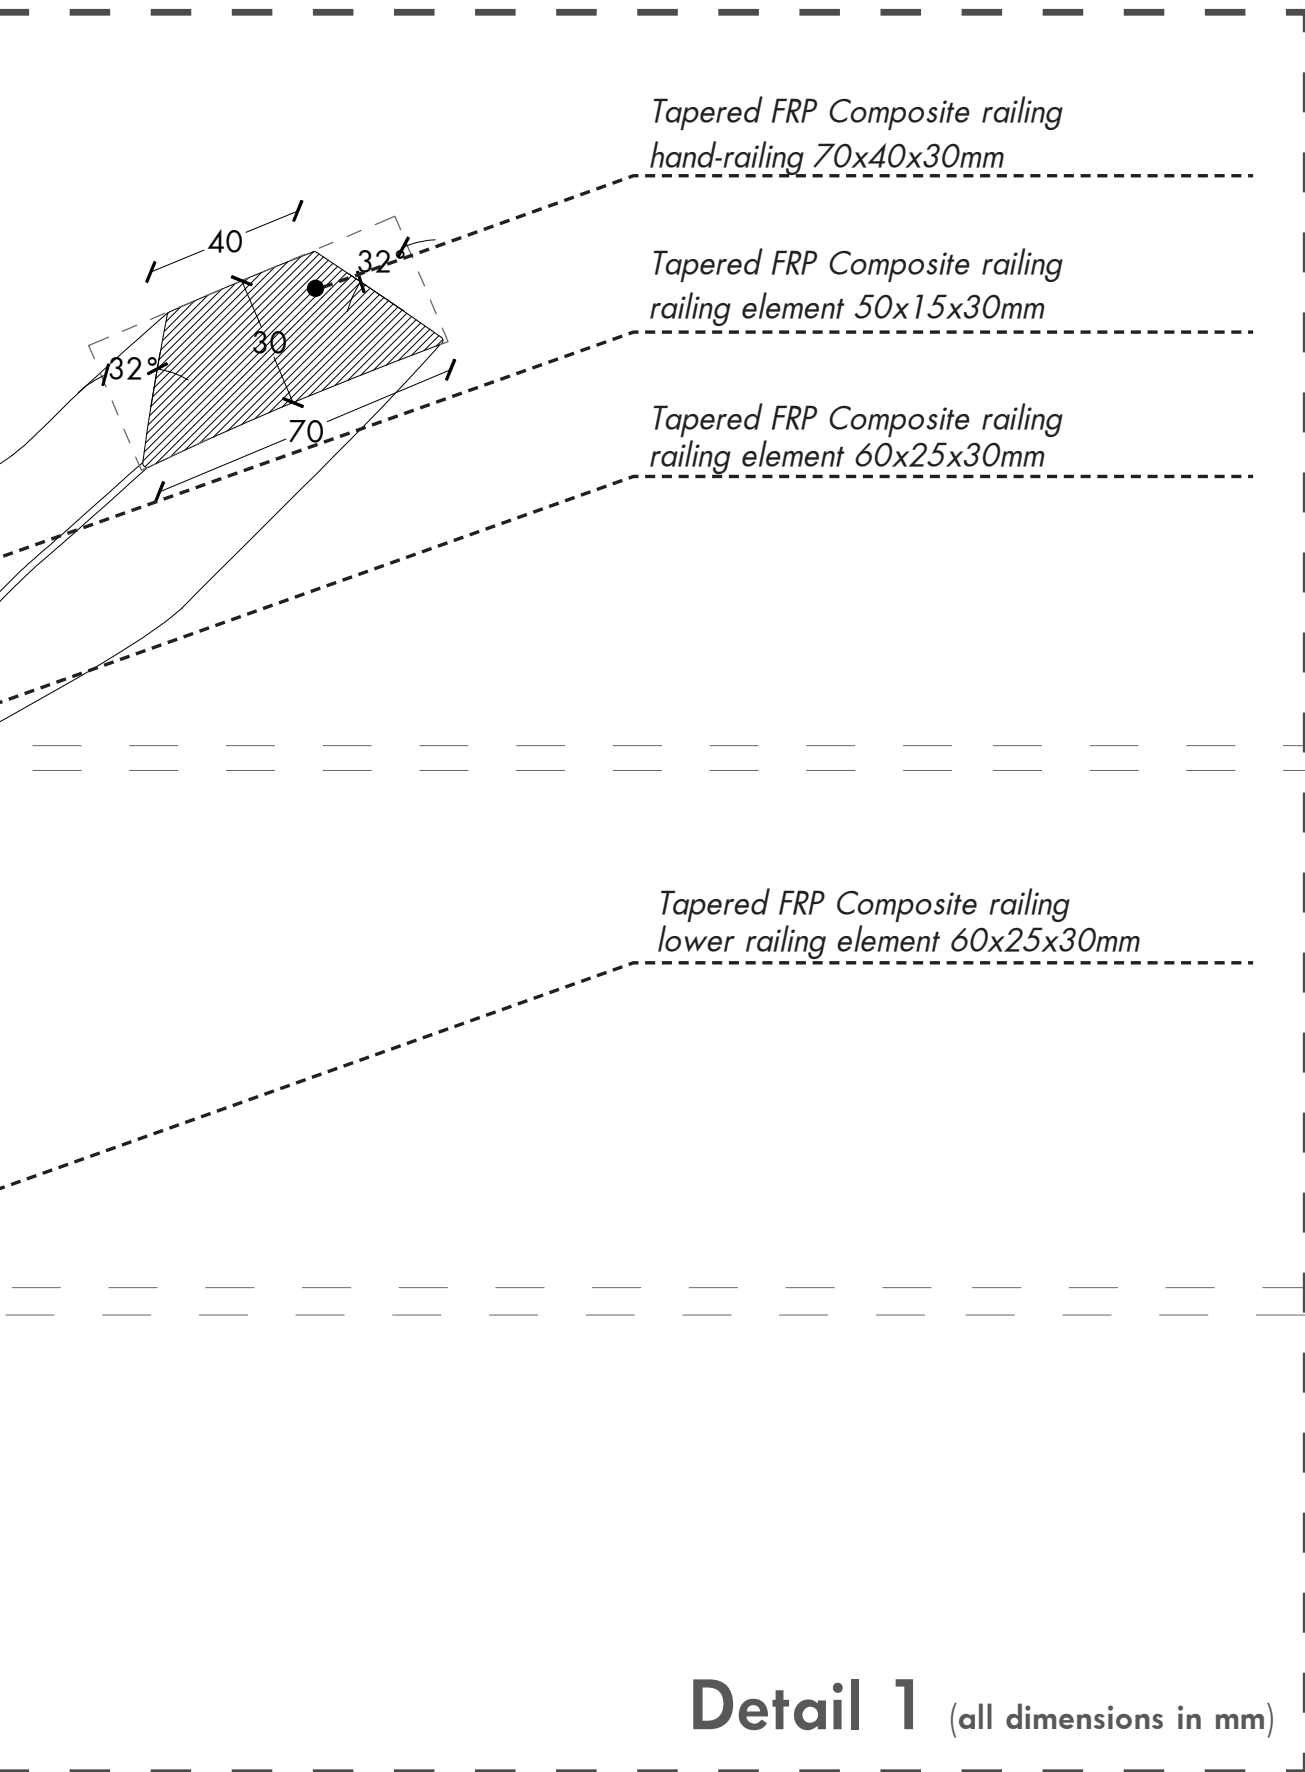 Tapered FRP Composite railing
hand-railing 70x40x30mm
40
32°
Tapered FRP Composite railing
railing element 50x15x30mm
30
32°
70
Tapered FRP Composite railing
railing element 60x25x30mm
Tapered FRP Composite railing
lower railing element 60x25x30mm
Detail 1 (all dimensions in mm)